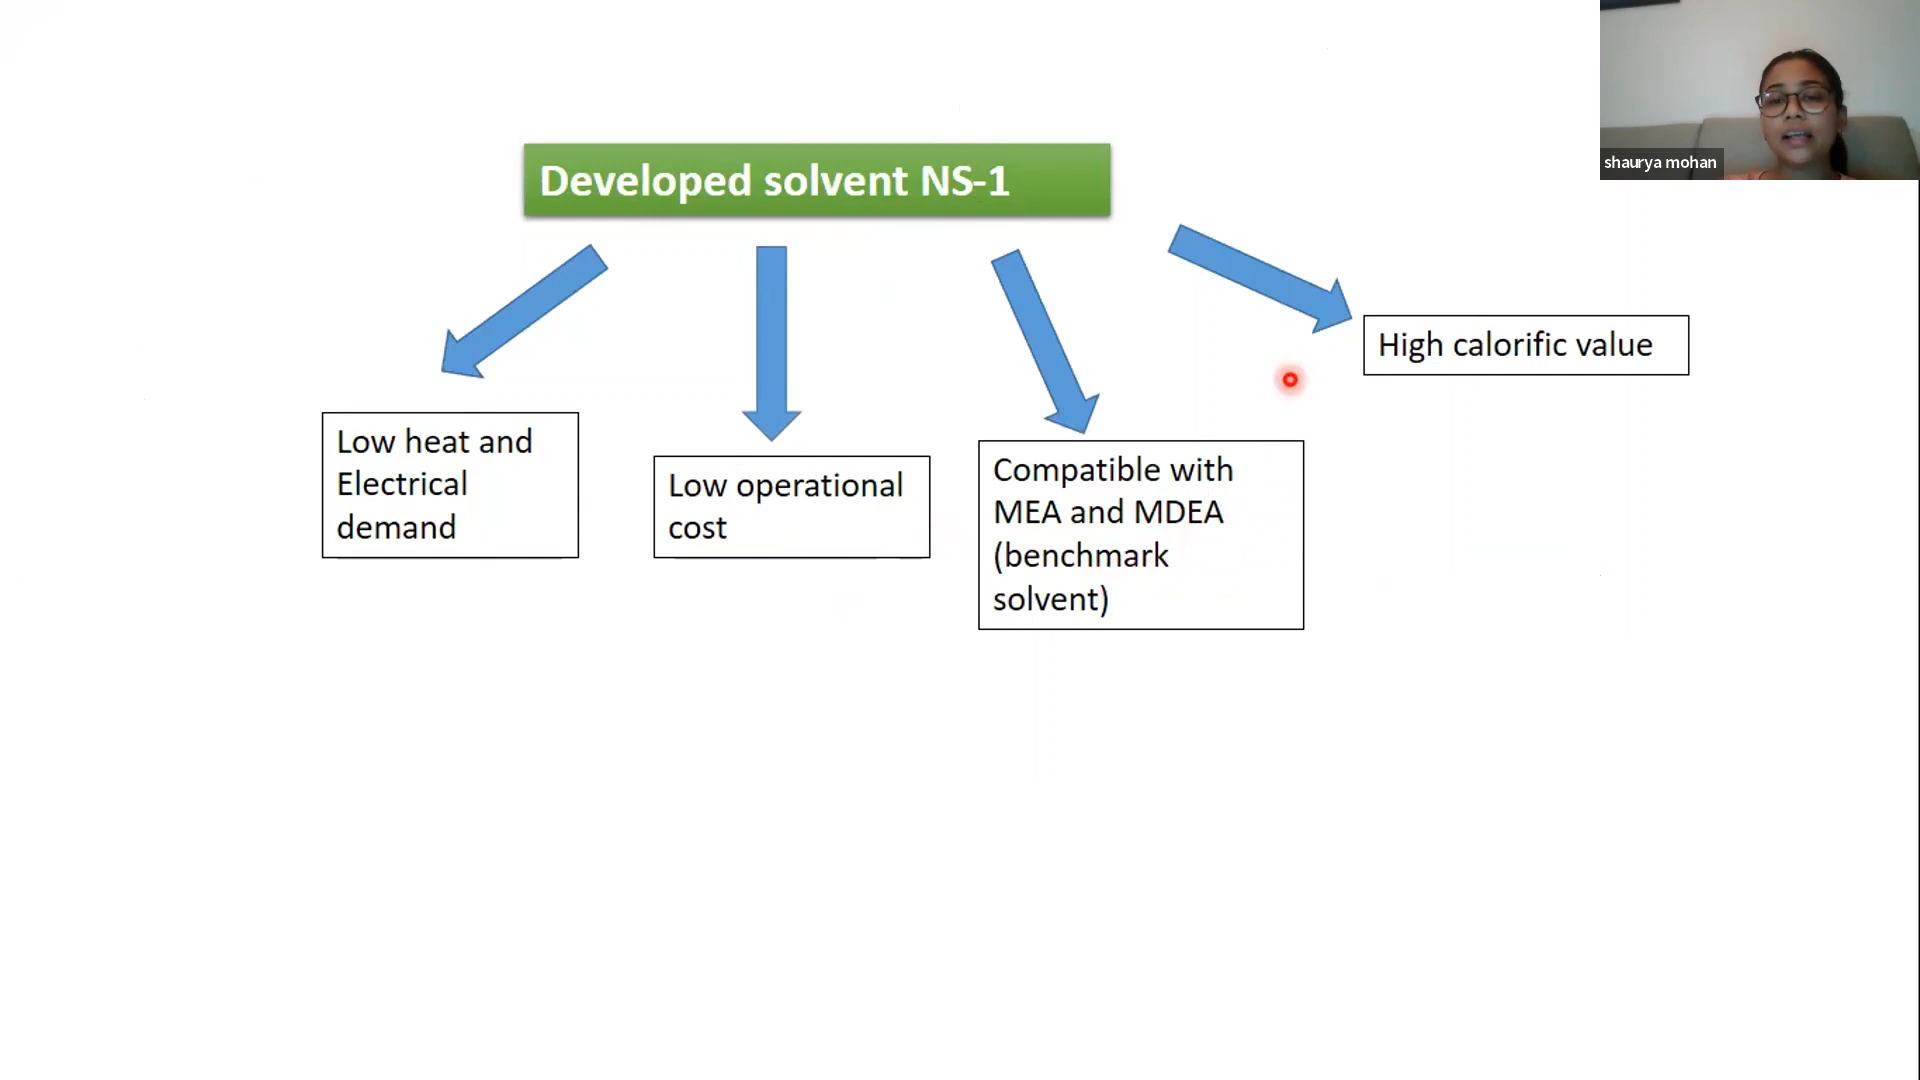 shaurya mohan
Developed solvent NS-1
High calorific value
Low heat and
Electrical
demand
Low operational
cost
Compatible with
MEA and MDEA
(benchmark
solvent)